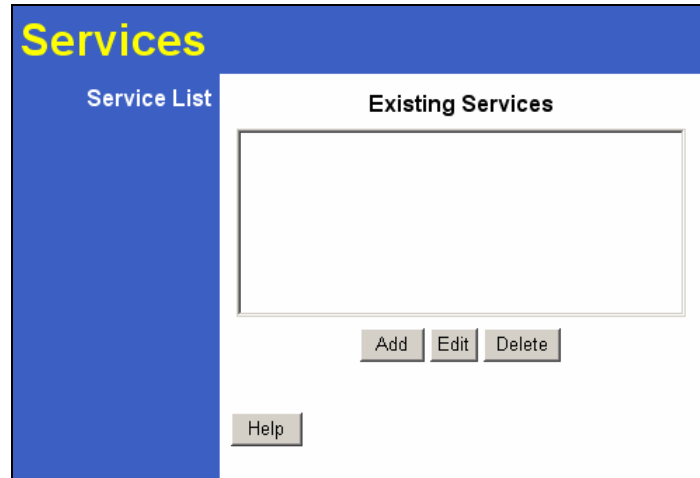 Services
Service List
Existing Services
Add Edit Delete
Help